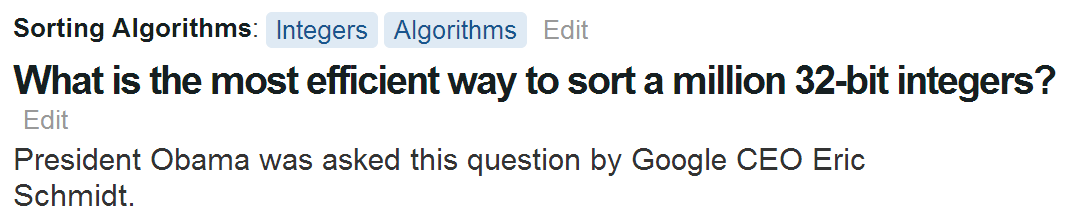 Sorting Algorithms: Integers Algorithms Edit
What is the most efficient way to sort a million 32-bit integers?
Edit
President Obama was asked this question by Google CEO Eric
Schmidt.